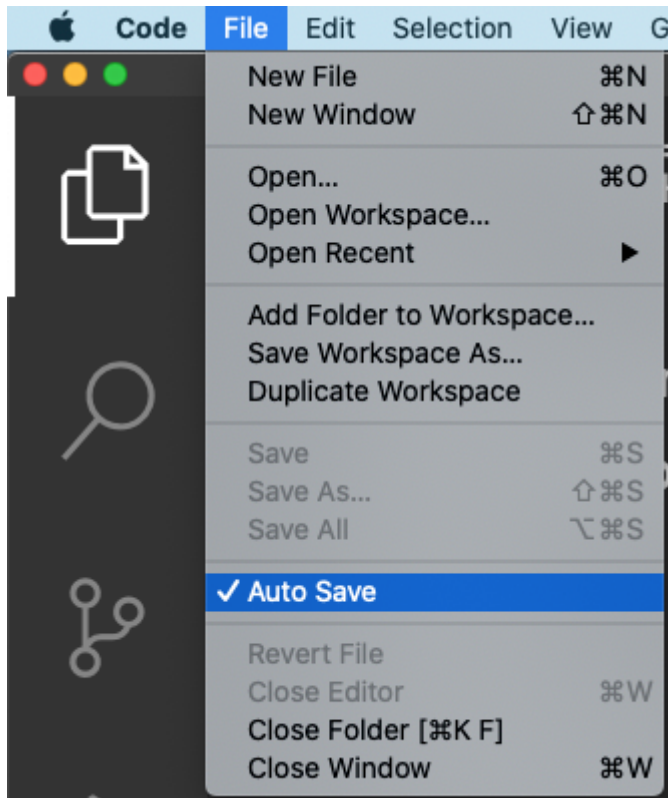 Code File Edit Selection View G
New File ⌘N
New Window ⇧⌘N
Open... ⌘O
Open Workspace...
Open Recent ▶
Add Folder to Workspace...
Save Workspace As...
Duplicate Workspace
Save ⌘S
Save As... ⇧⌘S
Save All ⌥⌘S
✓ Auto Save
Revert File
Close Editor ⌘W
Close Folder [⌘K F]
Close Window ⌘W